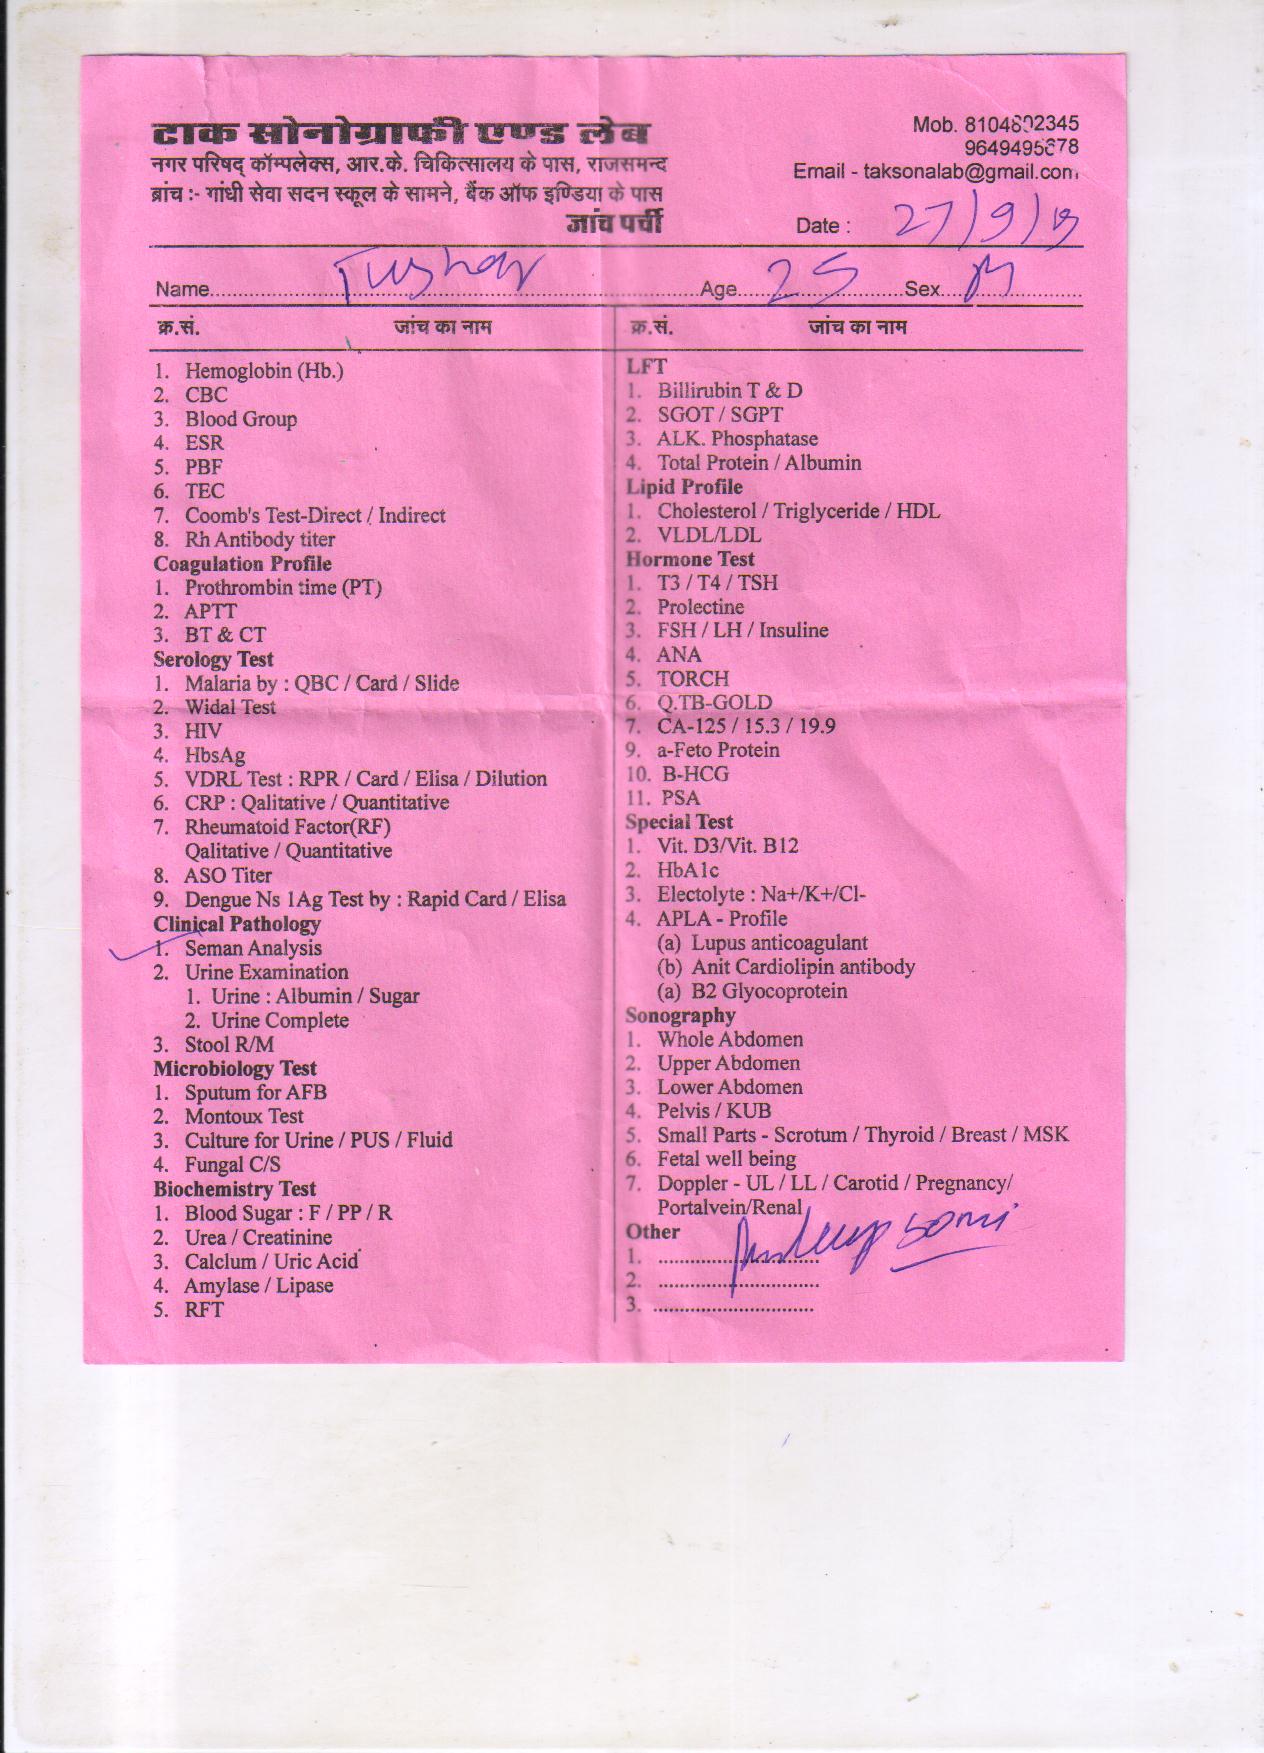 टाक सोनोग्राफी एण्ड लेब
नगर परिषद् कॉम्पलेक्स, आर.के. चिकित्सालय के पास, राजसमन्द
ब्रांच :- गांधी सेवा सदन स्कूल के सामने, बैंक ऑफ इण्डिया के पास
जांच पर्ची
Mob. 8104802345
9649495678
Email - taksonalab@gmail.com
Date : 27/9/19
Name Tushar Age 25 Sex M
क्र.सं. जांच का नाम
1. Hemoglobin (Hb.)
2. CBC
3. Blood Group
4. ESR
5. PBF
6. TEC
7. Coomb's Test-Direct / Indirect
8. Rh Antibody titer
Coagulation Profile
1. Prothrombin time (PT)
2. APTT
3. BT & CT
Serology Test
1. Malaria by : QBC / Card / Slide
2. Widal Test
3. HIV
4. HbsAg
5. VDRL Test : RPR / Card / Elisa / Dilution
6. CRP : Qalitative / Quantitative
7. Rheumatoid Factor(RF)
Qalitative / Quantitative
8. ASO Titer
9. Dengue Ns 1Ag Test by : Rapid Card / Elisa
Clinical Pathology
1. Seman Analysis
2. Urine Examination
1. Urine : Albumin / Sugar
2. Urine Complete
3. Stool R/M
Microbiology Test
1. Sputum for AFB
2. Montoux Test
3. Culture for Urine / PUS / Fluid
4. Fungal C/S
Biochemistry Test
1. Blood Sugar : F / PP / R
2. Urea / Creatinine
3. Calclum / Uric Acid
4. Amylase / Lipase
5. RFT
क्र.सं. जांच का नाम
LFT
1. Billirubin T & D
2. SGOT / SGPT
3. ALK. Phosphatase
4. Total Protein / Albumin
Lipid Profile
1. Cholesterol / Triglyceride / HDL
2. VLDL/LDL
Hormone Test
1. T3 / T4 / TSH
2. Prolectine
3. FSH / LH / Insuline
4. ANA
5. TORCH
6. Q.TB-GOLD
7. CA-125 / 15.3 / 19.9
9. a-Feto Protein
10. B-HCG
11. PSA
Special Test
1. Vit. D3/Vit. B12
2. HbA1c
3. Electolyte : Na+/K+/Cl-
4. APLA - Profile
(a) Lupus anticoagulant
(b) Anit Cardiolipin antibody
(a) B2 Glyocoprotein
Sonography
1. Whole Abdomen
2. Upper Abdomen
3. Lower Abdomen
4. Pelvis / KUB
5. Small Parts - Scrotum / Thyroid / Breast / MSK
6. Fetal well being
7. Doppler - UL / LL / Carotid / Pregnancy/
Portalvein/Renal
Other
soni
1.
2.
3.